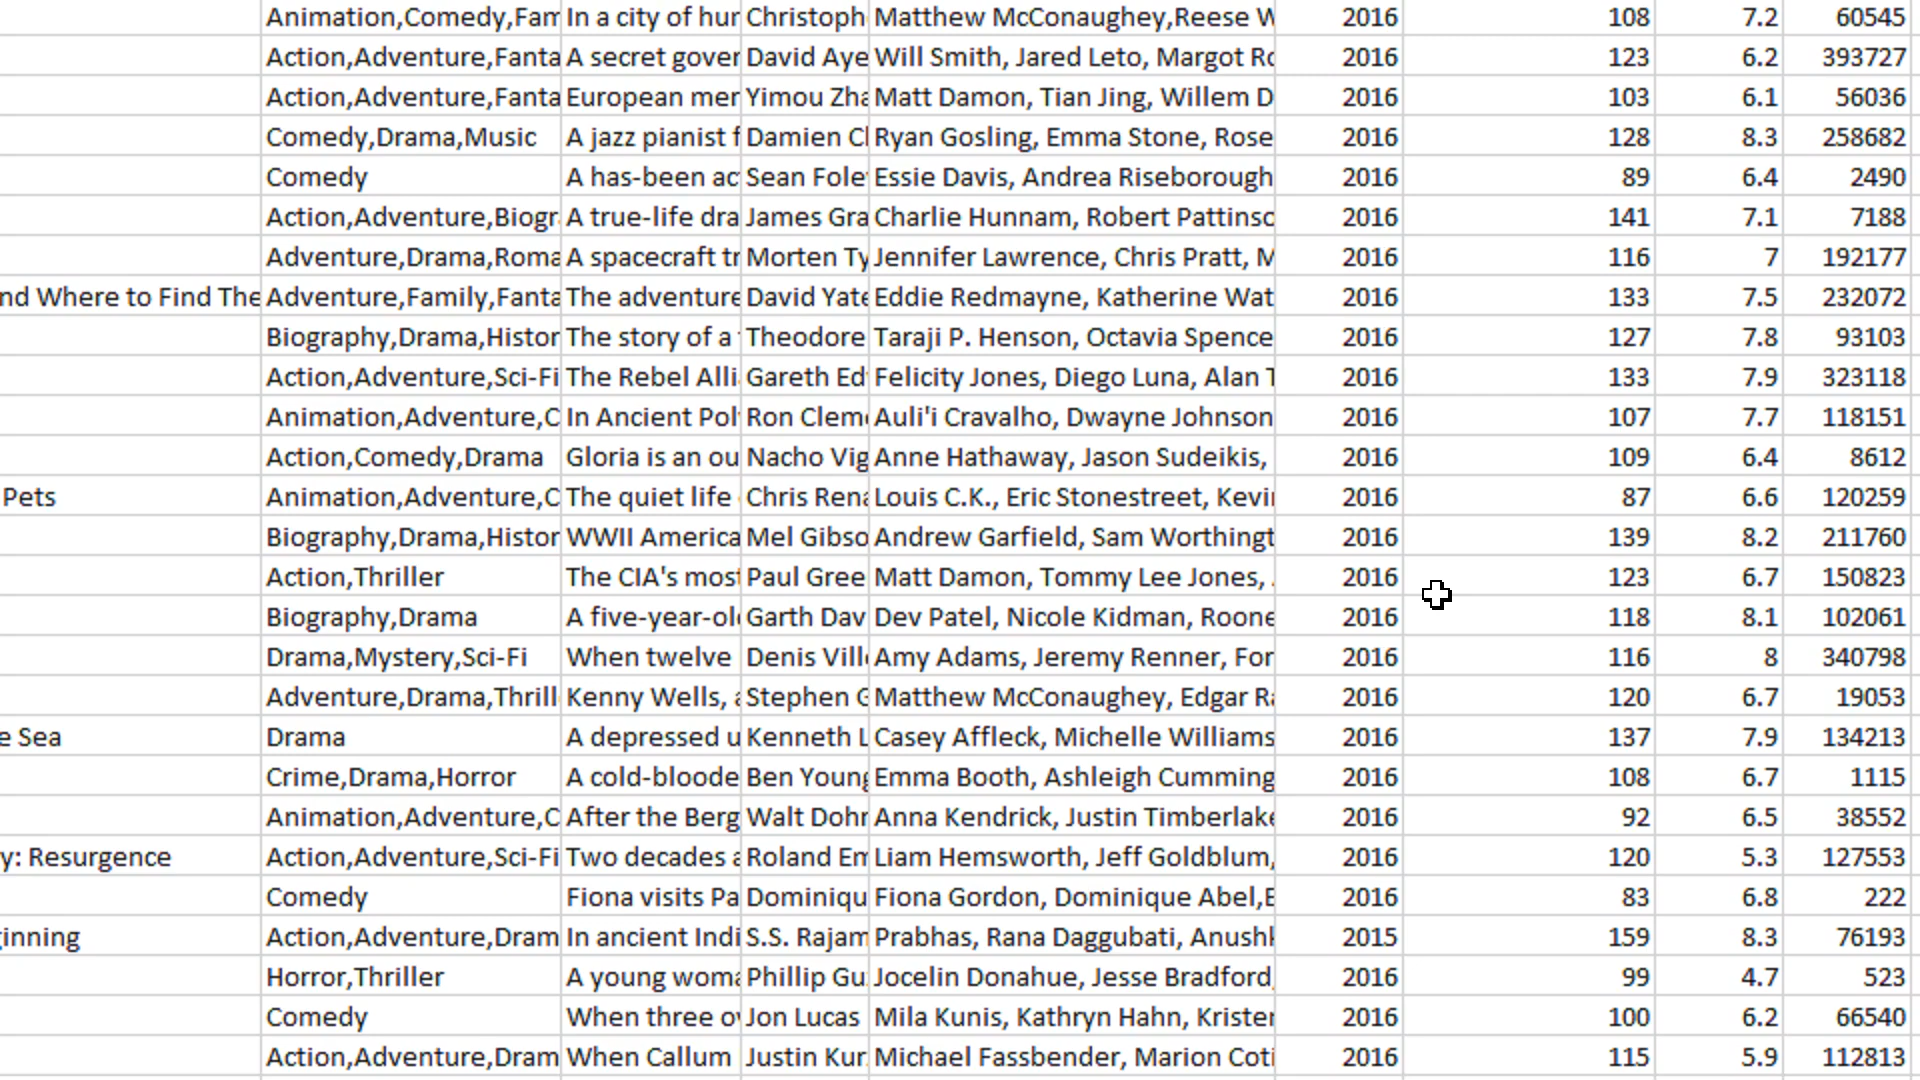 Animation,Comedy,Fam In a city of hur Christoph Matthew McConaughey,Reese W 2016 108 7.2 60545
Action,Adventure,Fanta A secret gover David Aye Will Smith, Jared Leto, Margot Ro 2016 123 6.2 393727
Action,Adventure,Fanta European mer Yimou Zha Matt Damon, Tian Jing, Willem D 2016 103 6.1 56036
Comedy,Drama,Music A jazz pianist f Damien Cl Ryan Gosling, Emma Stone, Rose 2016 128 8.3 258682
Comedy A has-been ac Sean Foley Essie Davis, Andrea Riseborough 2016 89 6.4 2490
Action,Adventure,Biogr A true-life dra James Gra Charlie Hunnam, Robert Pattinso 2016 141 7.1 7188
Adventure,Drama,Roma A spacecraft tr Morten Ty Jennifer Lawrence, Chris Pratt, M 2016 116 7 192177
nd Where to Find The Adventure,Family,Fanta The adventure David Yate Eddie Redmayne, Katherine Wat 2016 133 7.5 232072
Biography,Drama,Histor The story of a Theodore Taraji P. Henson, Octavia Spence 2016 127 7.8 93103
Action,Adventure,Sci-Fi The Rebel Alli Gareth Ed Felicity Jones, Diego Luna, Alan T 2016 133 7.9 323118
Animation,Adventure,C In Ancient Pol Ron Cleme Auli'i Cravalho, Dwayne Johnson 2016 107 7.7 118151
Action,Comedy,Drama Gloria is an ou Nacho Vig Anne Hathaway, Jason Sudeikis, 2016 109 6.4 8612
Pets Animation,Adventure,C The quiet life Chris Rena Louis C.K., Eric Stonestreet, Kevi 2016 87 6.6 120259
Biography,Drama,Histor WWII America Mel Gibso Andrew Garfield, Sam Worthingt 2016 139 8.2 211760
Action,Thriller The CIA's most Paul Gree Matt Damon, Tommy Lee Jones, 2016 123 6.7 150823
Biography,Drama A five-year-old Garth Dav Dev Patel, Nicole Kidman, Roone 2016 118 8.1 102061
Drama,Mystery,Sci-Fi When twelve Denis Ville Amy Adams, Jeremy Renner, For 2016 116 8 340798
Adventure,Drama,Thrill Kenny Wells, a Stephen G Matthew McConaughey, Edgar Ra 2016 120 6.7 19053
e Sea Drama A depressed u Kenneth L Casey Affleck, Michelle Williams 2016 137 7.9 134213
Crime,Drama,Horror A cold-bloode Ben Young Emma Booth, Ashleigh Cumming 2016 108 6.7 1115
Animation,Adventure,C After the Berg Walt Dohr Anna Kendrick, Justin Timberlake 2016 92 6.5 38552
y: Resurgence Action,Adventure,Sci-Fi Two decades a Roland Em Liam Hemsworth, Jeff Goldblum, 2016 120 5.3 127553
Comedy Fiona visits Pa Dominiqu Fiona Gordon, Dominique Abel,E 2016 83 6.8 222
ginning Action,Adventure,Dram In ancient Indi S.S. Rajam Prabhas, Rana Daggubati, Anushk 2015 159 8.3 76193
Horror,Thriller A young woma Phillip Gu Jocelin Donahue, Jesse Bradford, 2016 99 4.7 523
Comedy When three ov Jon Lucas Mila Kunis, Kathryn Hahn, Kristen 2016 100 6.2 66540
Action,Adventure,Dram When Callum Justin Kur Michael Fassbender, Marion Coti 2016 115 5.9 112813